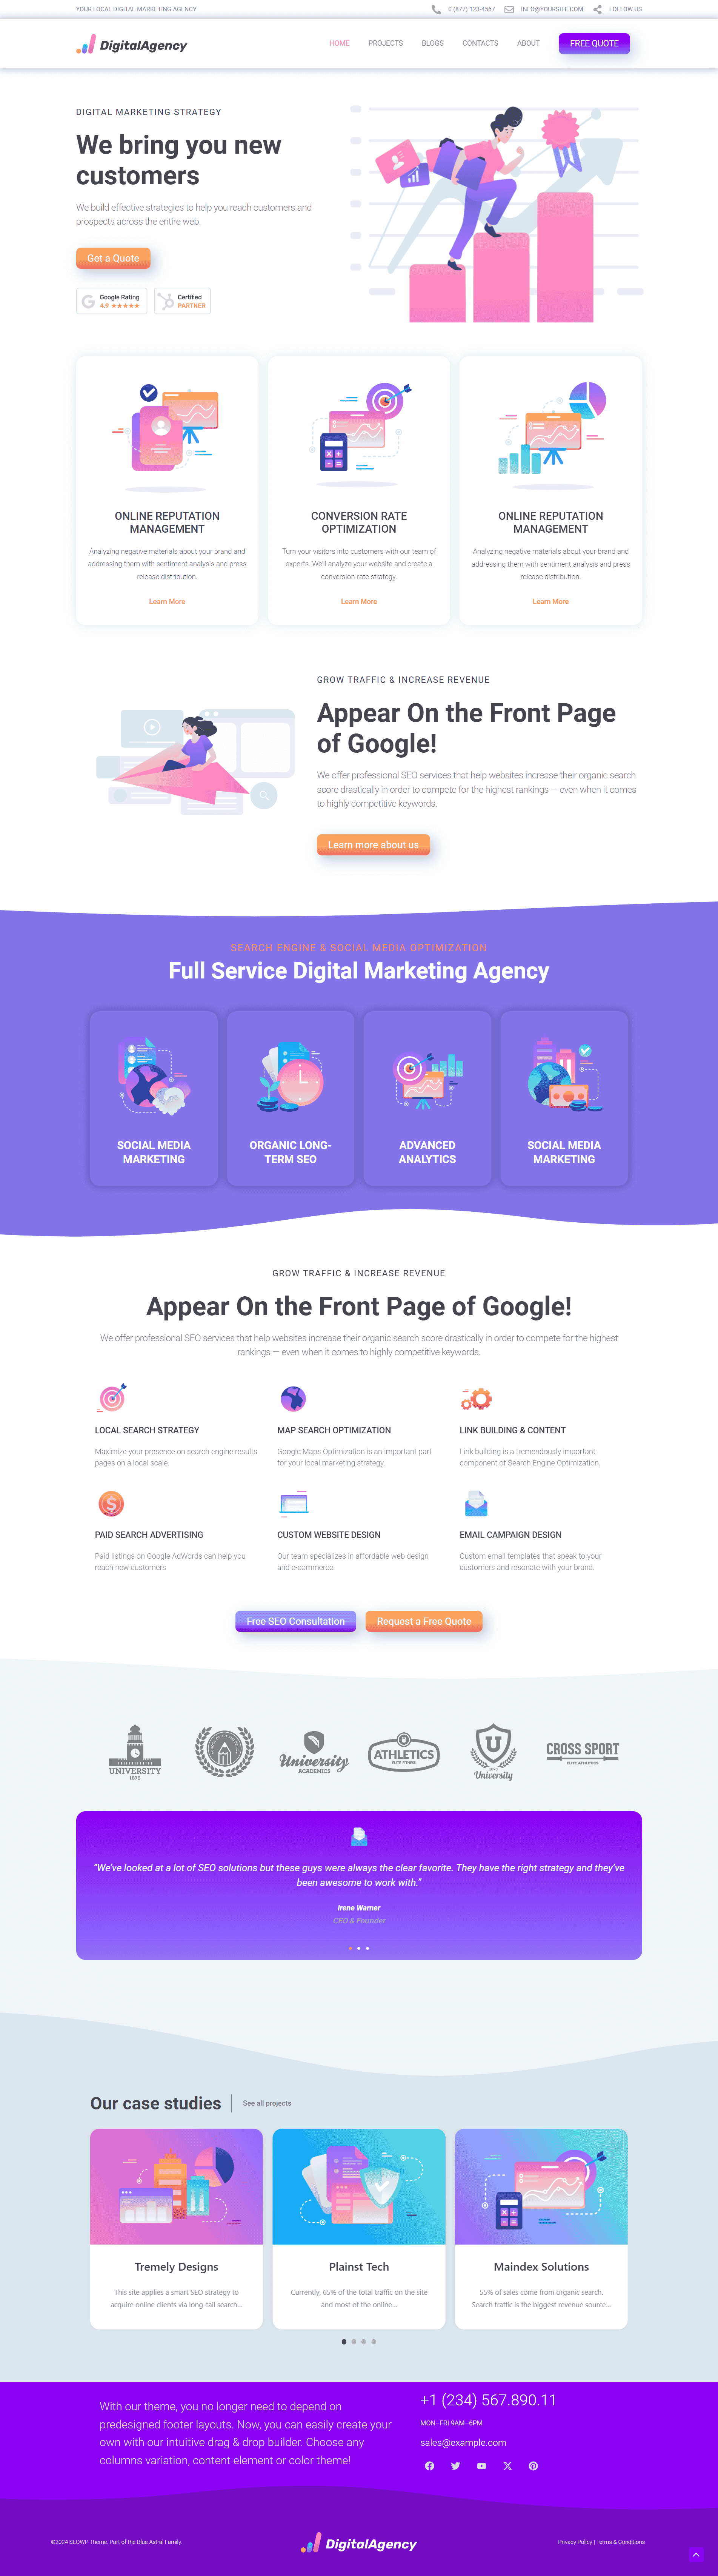 YOUR LOCAL DIGITAL MARKETING AGENCY
0 (877) 123-4567
INFO@YOURSITE.COM
FOLLOW US
DigitalAgency
HOME
PROJECTS
BLOGS
CONTACTS
ABOUT
FREE QUOTE
DIGITAL MARKETING STRATEGY
We bring you new
customers
We build effective strategies to help you reach customers and
prospects across the entire web.
Get a Quote
Google Rating
4.9 ★★★★★
Certified
PARTNER
ONLINE REPUTATION
MANAGEMENT
Analyzing negative materials about your brand and
addressing them with sentiment analysis and press
release distribution.
Learn More
CONVERSION RATE
OPTIMIZATION
Turn your visitors into customers with our team of
experts. We'll analyze your website and create a
conversion-rate strategy.
Learn More
ONLINE REPUTATION
MANAGEMENT
Analyzing negative materials about your brand and
addressing them with sentiment analysis and press
release distribution.
Learn More
GROW TRAFFIC & INCREASE REVENUE
Appear On the Front Page
of Google!
We offer professional SEO services that help websites increase their organic search
score drastically in order to compete for the highest rankings — even when it comes
to highly competitive keywords.
Learn more about us
SEARCH ENGINE & SOCIAL MEDIA OPTIMIZATION
Full Service Digital Marketing Agency
SOCIAL MEDIA
MARKETING
ORGANIC LONG-
TERM SEO
ADVANCED
ANALYTICS
SOCIAL MEDIA
MARKETING
GROW TRAFFIC & INCREASE REVENUE
Appear On the Front Page of Google!
We offer professional SEO services that help websites increase their organic search score drastically in order to compete for the highest
rankings — even when it comes to highly competitive keywords.
LOCAL SEARCH STRATEGY
Maximize your presence on search engine results
pages on a local scale.
MAP SEARCH OPTIMIZATION
Google Maps Optimization is an important part
for your local marketing strategy.
LINK BUILDING & CONTENT
Link building is a tremendously important
component of Search Engine Optimization.
PAID SEARCH ADVERTISING
Paid listings on Google AdWords can help you
reach new customers
CUSTOM WEBSITE DESIGN
Our team specializes in affordable web design
and e-commerce.
EMAIL CAMPAIGN DESIGN
Custom email templates that speak to your
customers and resonate with your brand.
Free SEO Consultation
Request a Free Quote
UNIVERSITY
1876
University
ACADEMICS
ATHLETICS
ELITE FITNESS
University
CROSS SPORT
ELITE ATHLETICS
“We’ve looked at a lot of SEO solutions but these guys were always the clear favorite. They have the right strategy and they’ve
been awesome to work with.”
Irene Warner
CEO & Founder
Our case studies
See all projects
Tremely Designs
This site applies a smart SEO strategy to
acquire online clients via long-tail search...
Plainst Tech
Currently, 65% of the total traffic on the site
and most of the online...
Maindex Solutions
55% of sales come from organic search.
Search traffic is the biggest revenue source...
With our theme, you no longer need to depend on
predesigned footer layouts. Now, you can easily create your
own with our intuitive drag & drop builder. Choose any
columns variation, content element or color theme!
+1 (234) 567.890.11
MON–FRI 9AM–6PM
sales@example.com
©2024 SEOWP Theme. Part of the Blue Astral Family.
DigitalAgency
Privacy Policy | Terms & Conditions